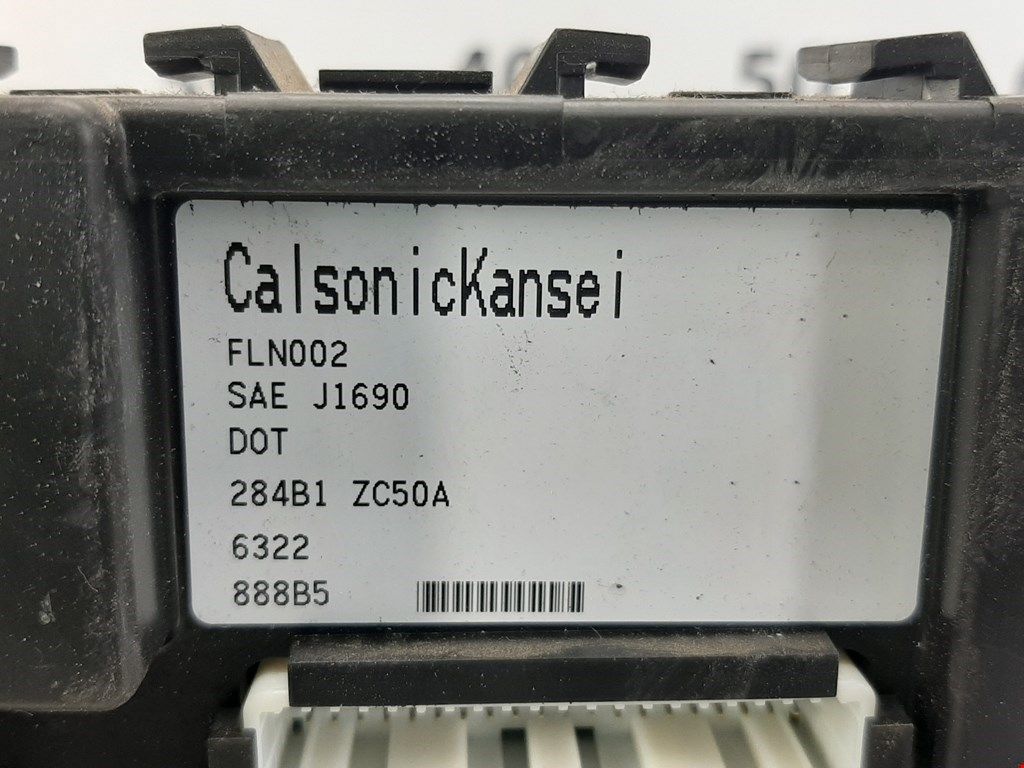 CalsonicKansei
FLN002
SAE J1690
DOT
284B1 ZC50A
6322
888B5